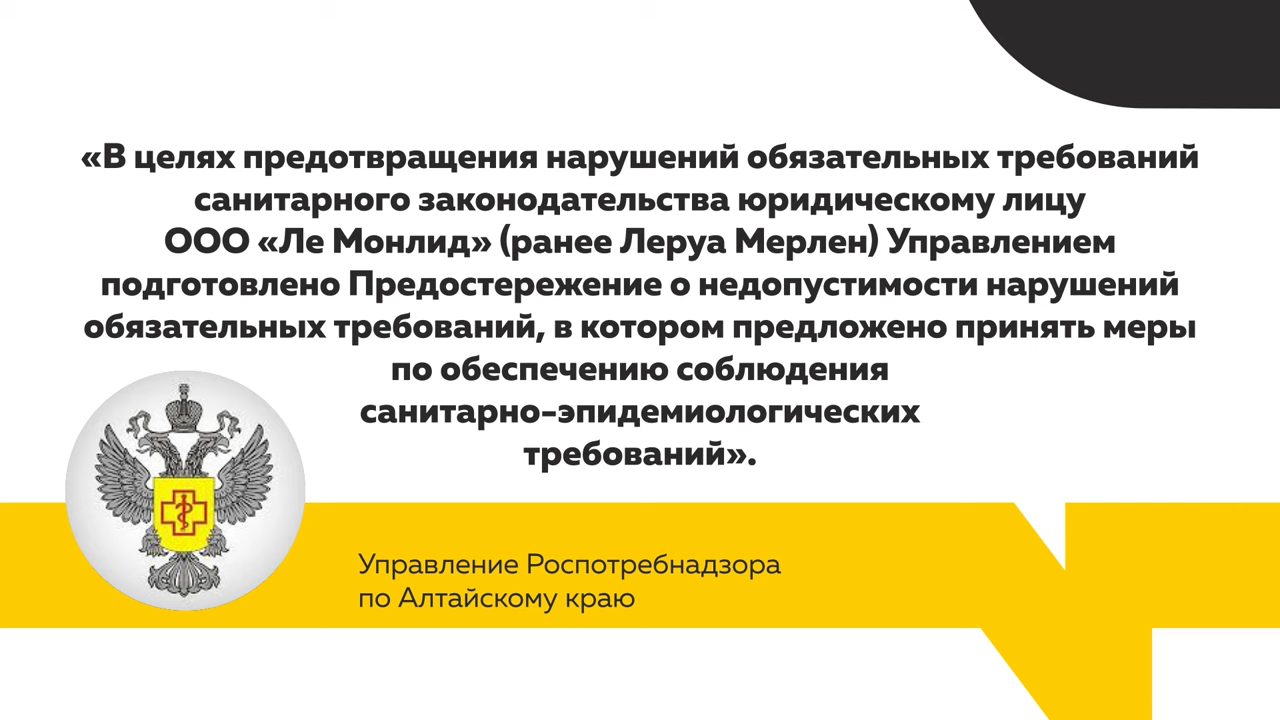 «В целях предотвращения нарушений обязательных требований
санитарного законодательства юридическому лицу
ООО «Ле Монлид» (ранее Леруа Мерлен) Управлением
подготовлено Предостережение о недопустимости нарушений
обязательных требований, в котором предложено принять меры
по обеспечению соблюдения
санитарно-эпидемиологических
требований».
Управление Роспотребнадзора
по Алтайскому краю